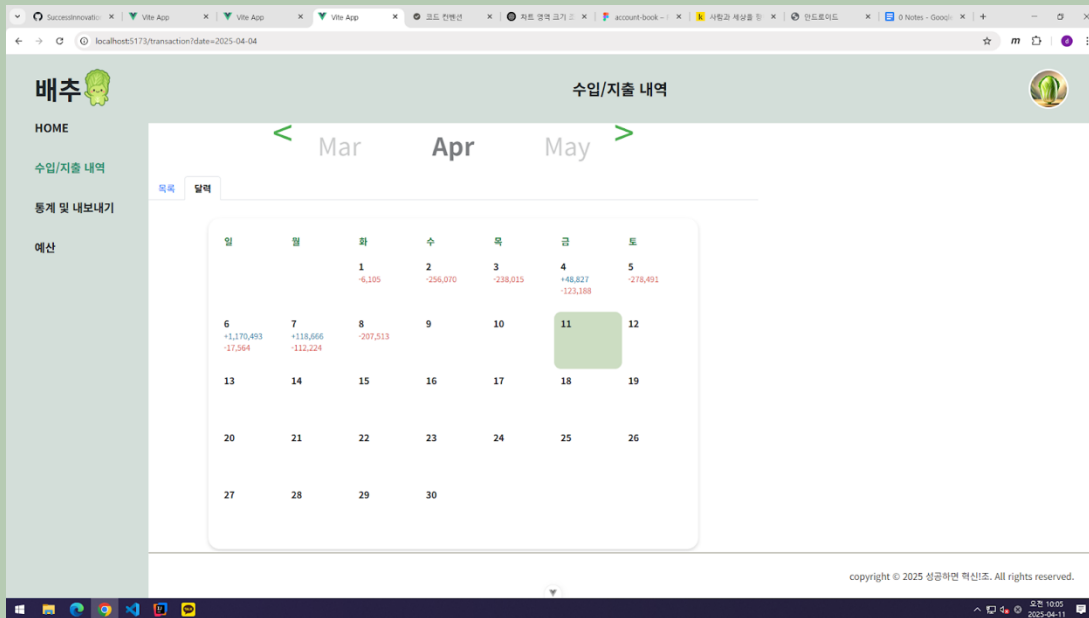 SuccessInnovatio
Vite App
Vite App
Vite App
코드 컨벤션
차트 영역 크기 조
account-book – F
사람과 세상을 한
안드로이드
0 Notes - Google
localhost:5173/transaction?date=2025-04-04
배추
수입/지출 내역
HOME
수입/지출 내역
통계 및 내보내기
예산
< Mar Apr May >
목록 달력
일 월 화 수 목 금 토
1 2 3 4 5
-6,105 -256,070 -238,015 +48,827 -278,491
-123,188
6 7 8 9 10 11 12
+1,170,493 +118,666 -207,513
-17,564 -112,224
13 14 15 16 17 18 19
20 21 22 23 24 25 26
27 28 29 30
copyright © 2025 성공하면 혁신!조. All rights reserved.
오전 10:05
2025-04-11